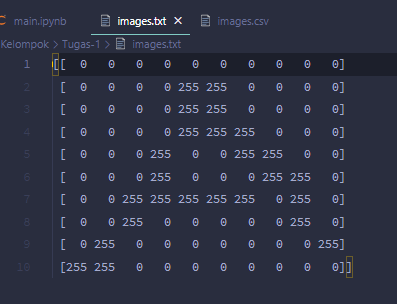 main.ipynb images.txt × images.csv
Kelompok > Tugas-1 > images.txt
1 [[  0   0   0   0   0   0   0   0   0   0]
2 [  0   0   0   0 255 255   0   0   0   0]
3 [  0   0   0   0 255 255 255   0   0   0]
4 [  0   0   0   0 255 255 255   0   0   0]
5 [  0   0   0 255   0   0 255 255   0   0]
6 [  0   0   0 255   0   0   0 255 255   0]
7 [  0   0 255 255 255 255 255   0 255   0]
8 [  0   0 255   0   0   0   0   0 255   0]
9 [  0 255   0   0   0   0   0   0   0 255]
10 [255 255   0   0   0   0   0   0   0   0]]